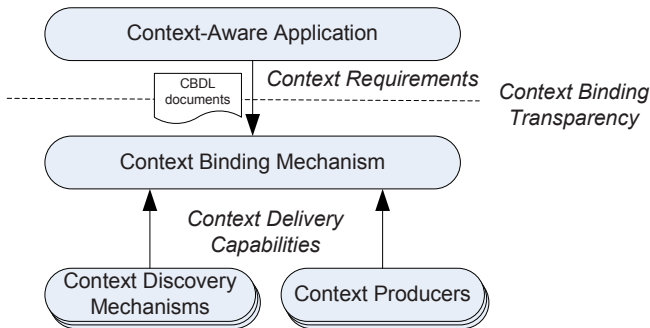 Context-Aware Application
CBDL
documents
Context Requirements
Context Binding
Transparency
Context Binding Mechanism
Context Delivery
Capabilities
Context Discovery
Mechanisms
Context Producers